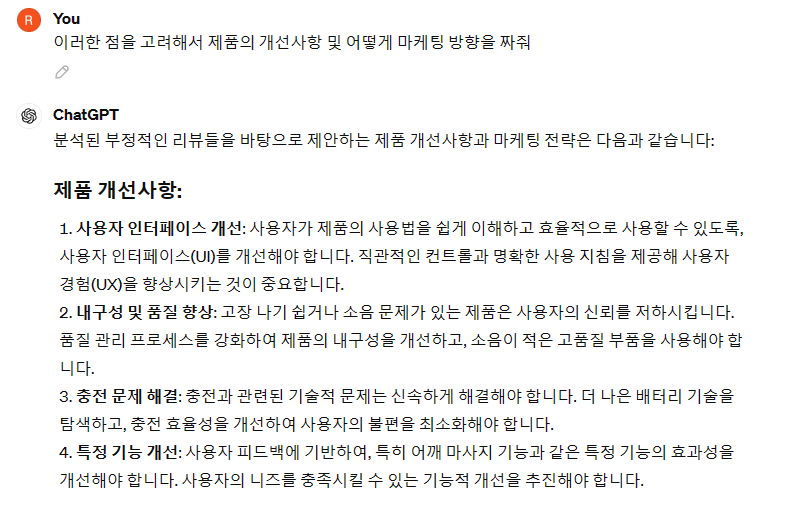 R
You
이러한 점을 고려해서 제품의 개선사항 및 어떻게 마케팅 방향을 짜줘
ChatGPT
분석된 부정적인 리뷰들을 바탕으로 제안하는 제품 개선사항과 마케팅 전략은 다음과 같습니다:
제품 개선사항:
1. 사용자 인터페이스 개선: 사용자가 제품의 사용법을 쉽게 이해하고 효율적으로 사용할 수 있도록,
사용자 인터페이스(UI)를 개선해야 합니다. 직관적인 컨트롤과 명확한 사용 지침을 제공해 사용자
경험(UX)을 향상시키는 것이 중요합니다.
2. 내구성 및 품질 향상: 고장 나기 쉽거나 소음 문제가 있는 제품은 사용자의 신뢰를 저하시킵니다.
품질 관리 프로세스를 강화하여 제품의 내구성을 개선하고, 소음이 적은 고품질 부품을 사용해야 합
니다.
3. 충전 문제 해결: 충전과 관련된 기술적 문제는 신속하게 해결해야 합니다. 더 나은 배터리 기술을
탐색하고, 충전 효율성을 개선하여 사용자의 불편을 최소화해야 합니다.
4. 특정 기능 개선: 사용자 피드백에 기반하여, 특히 어깨 마사지 기능과 같은 특정 기능의 효과성을
개선해야 합니다. 사용자의 니즈를 충족시킬 수 있는 기능적 개선을 추진해야 합니다.